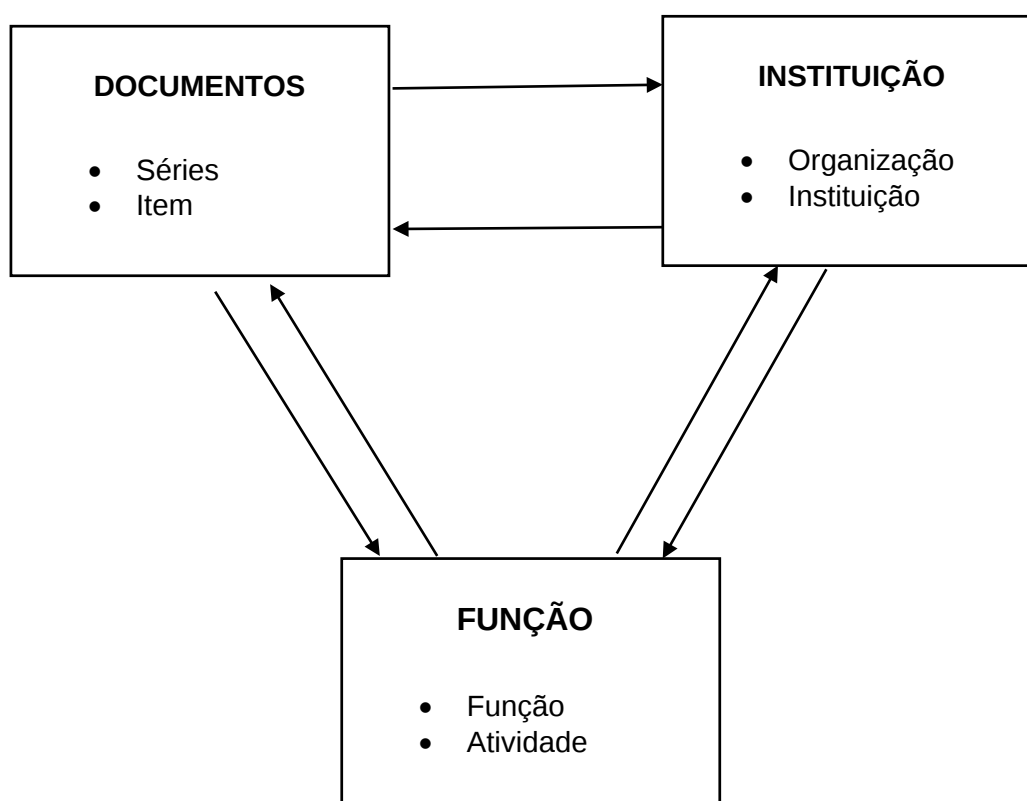 DOCUMENTOS
• Séries
• Item
INSTITUIÇÃO
• Organização
• Instituição
FUNÇÃO
• Função
• Atividade